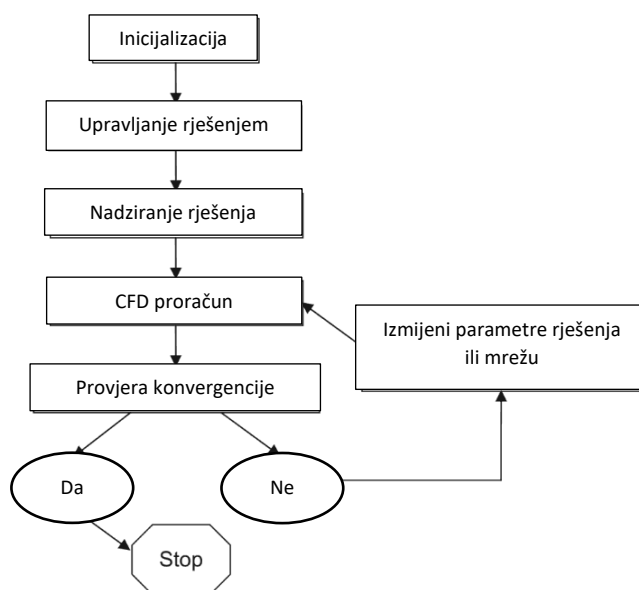 Inicijalizacija
Upravljanje rješenjem
Nadziranje rješenja
CFD proračun
Izmijeni parametre rješenja
ili mrežu
Provjera konvergencije
Da
Ne
Stop